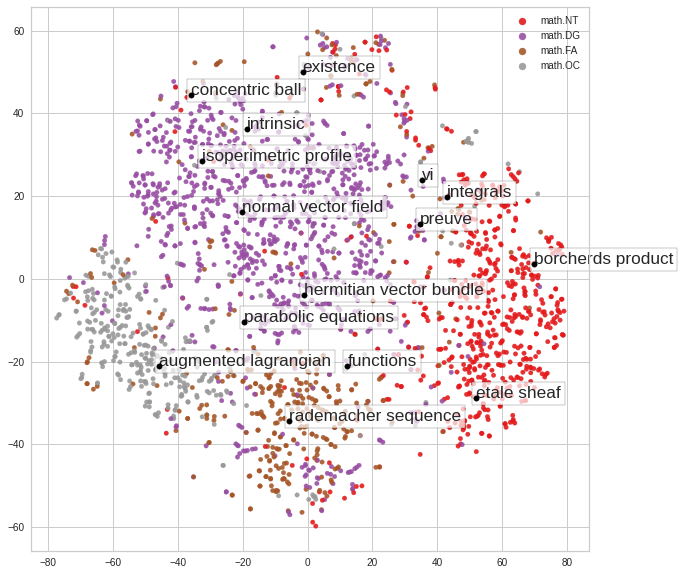 60
40
20
0
−20
−40
−60
−80
−60
−40
−20
0
20
40
60
80
math.NT
math.DG
math.FA
math.OC
existence
concentric ball
intrinsic
isoperimetric profile
vi
integrals
normal vector field
preuve
borcherds product
hermitian vector bundle
parabolic equations
augmented lagrangian
functions
etale sheaf
rademacher sequence